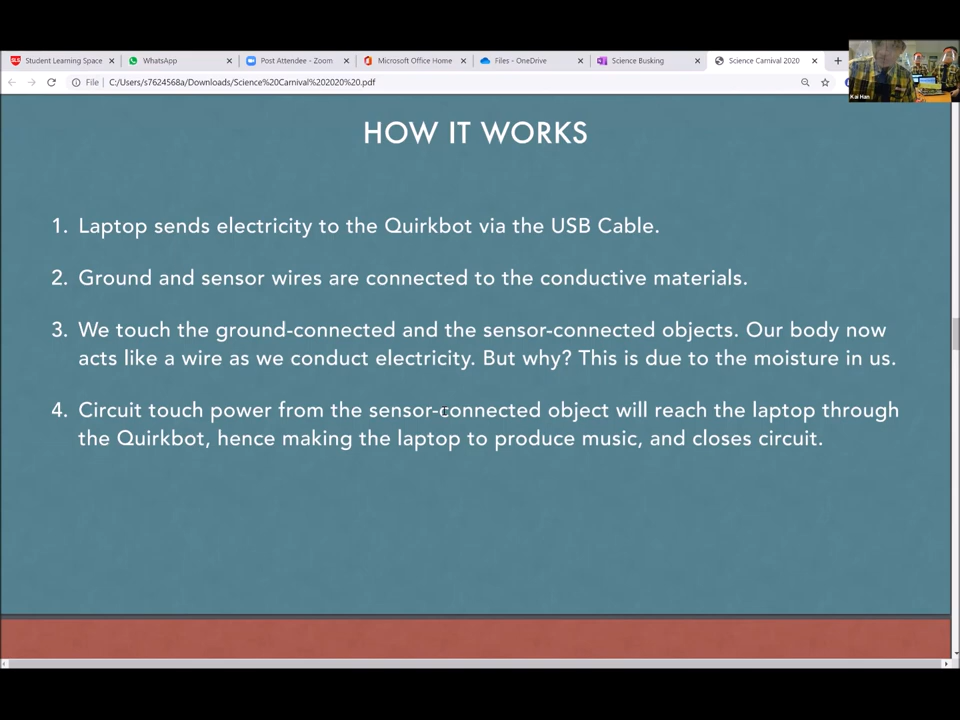 Student Learning Space
WhatsApp
Post Attendee - Zoom
Microsoft Office Home
Files - OneDrive
Science Busking
Science Carnival 2020
File
C:/Users/s7624568a/Downloads/Science%20Carnival%202020%20.pdf
Kai Han
HOW IT WORKS
1. Laptop sends electricity to the Quirkbot via the USB Cable.
2. Ground and sensor wires are connected to the conductive materials.
3. We touch the ground-connected and the sensor-connected objects. Our body now
acts like a wire as we conduct electricity. But why? This is due to the moisture in us.
4. Circuit touch power from the sensor-connected object will reach the laptop through
the Quirkbot, hence making the laptop to produce music, and closes circuit.